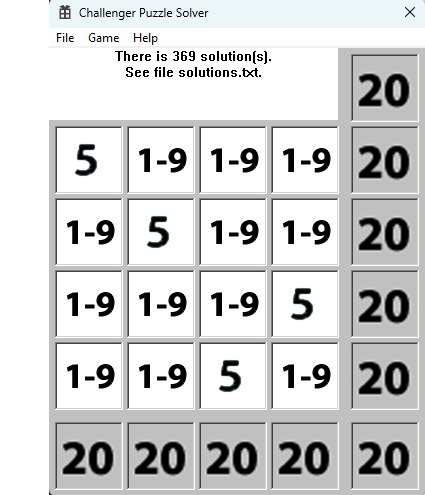 Challenger Puzzle Solver
File Game Help
There is 369 solution(s).
See file solutions.txt.
20
5 1-9 1-9 1-9 20
1-9 5 1-9 1-9 20
1-9 1-9 1-9 5 20
1-9 1-9 5 1-9 20
20 20 20 20 20